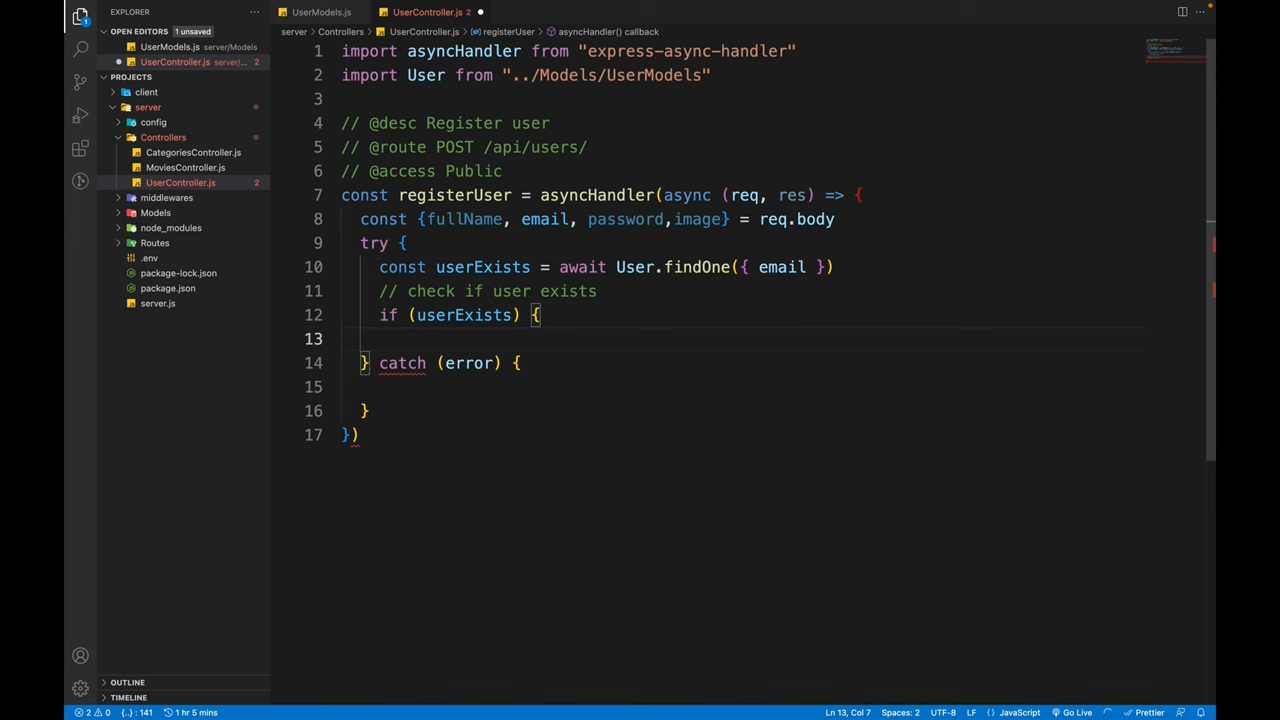 EXPLORER
UserModels.js
UserController.js 2
OPEN EDITORS 1 unsaved
server Controllers UserController.js registerUser asyncHandler() callback
UserModels.js server/Models
UserController.js server/... 2
PROJECTS
client
server
config
Controllers
CategoriesController.js
MoviesController.js
UserController.js 2
middlewares
Models
node_modules
Routes
.env
package-lock.json
package.json
server.js
1 import asyncHandler from "express-async-handler"
2 import User from "../Models/UserModels"
3
4 // @desc Register user
5 // @route POST /api/users/
6 // @access Public
7 const registerUser = asyncHandler(async (req, res) => {
8 const {fullName, email, password,image} = req.body
9 try {
10 const userExists = await User.findOne({ email })
11 // check if user exists
12 if (userExists) {
13
14 } catch (error) {
15
16 }
17 })
OUTLINE
TIMELINE
1
2 0 {..} : 141 1 hr 5 mins Ln 13, Col 7 Spaces: 2 UTF-8 LF {} JavaScript Go Live Prettier